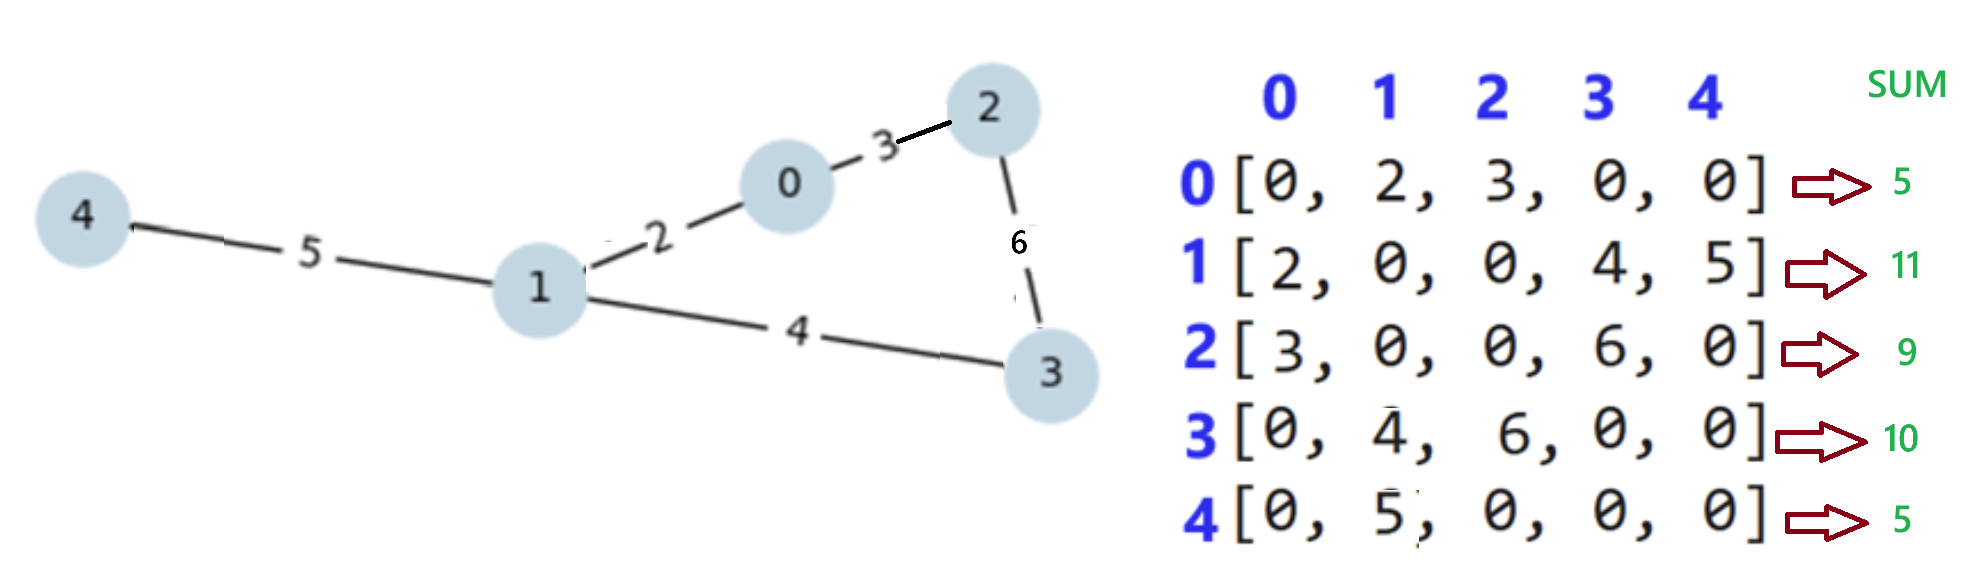 2
3
0
4
2
6
5
1
4
3
0 1 2 3 4 SUM
0 [0, 2, 3, 0, 0] 5
1 [2, 0, 0, 4, 5] 11
2 [3, 0, 0, 6, 0] 9
3 [0, 4, 6, 0, 0] 10
4 [0, 5, 0, 0, 0] 5